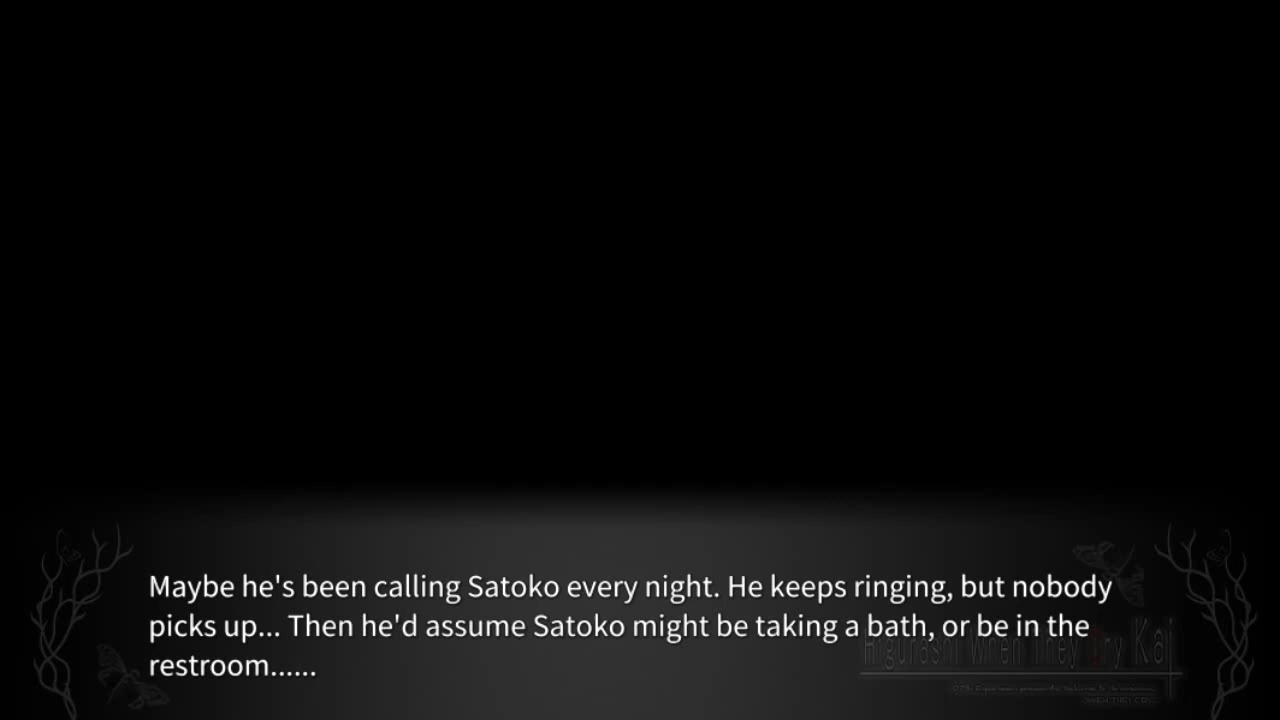 Maybe he's been calling Satoko every night. He keeps ringing, but nobody
picks up... Then he'd assume Satoko might be taking a bath, or be in the
restroom......
Higurashi When They Cry Kai